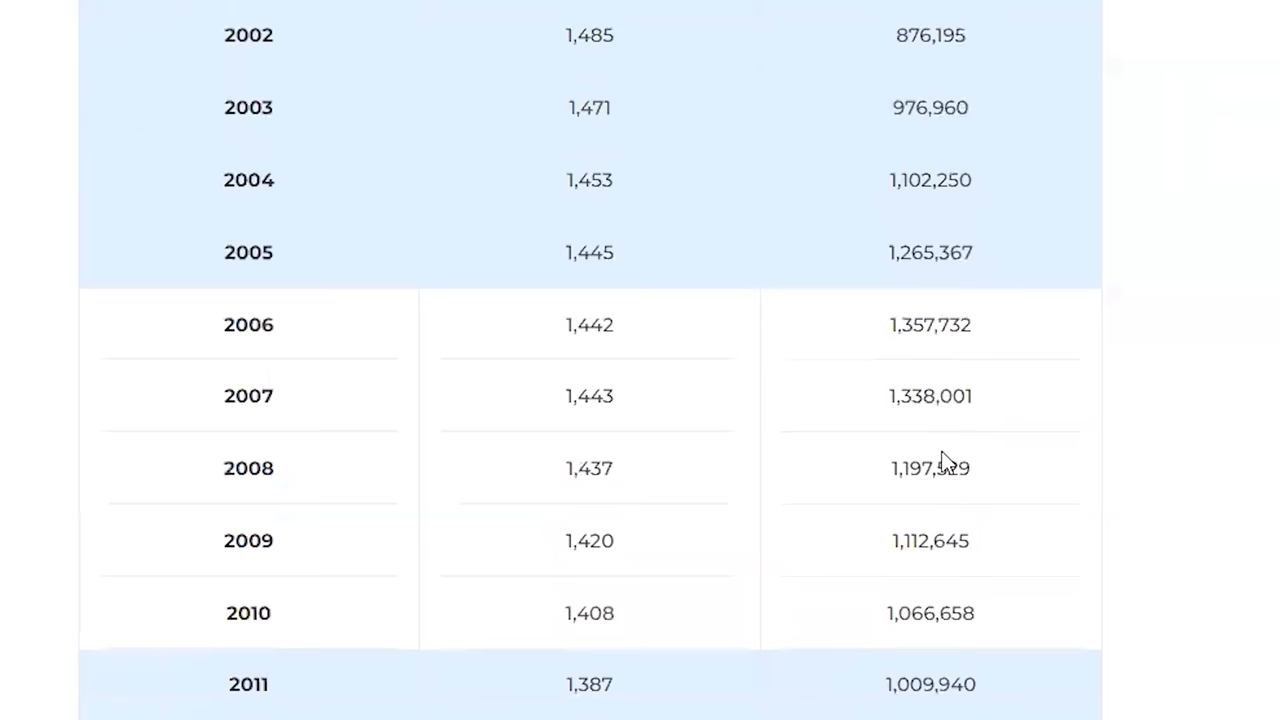 2002 1,485 876,195
2003 1,471 976,960
2004 1,453 1,102,250
2005 1,445 1,265,367
2006 1,442 1,357,732
2007 1,443 1,338,001
2008 1,437
2009 1,420 1,112,645
2010 1,408 1,066,658
2011 1,387 1,009,940